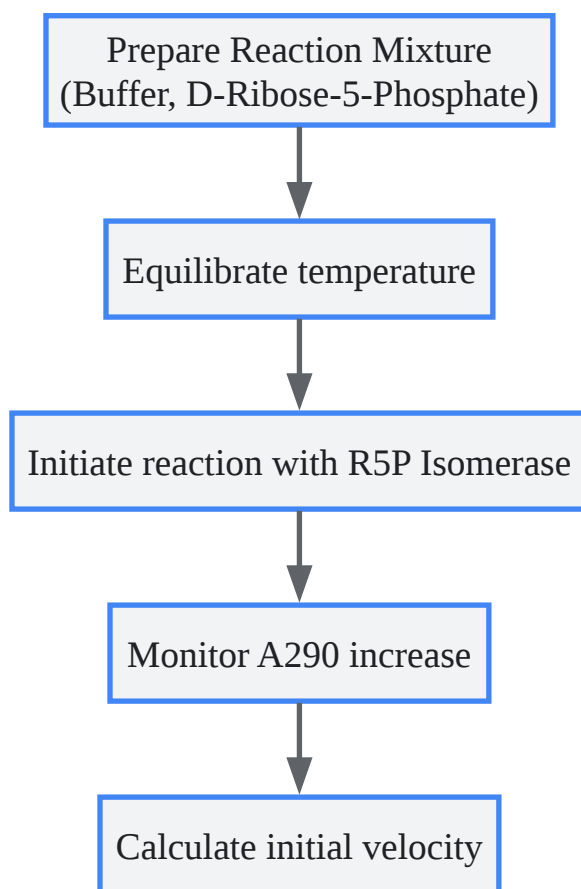 Prepare Reaction Mixture
(Buffer, D-Ribose-5-Phosphate)
Equilibrate temperature
Initiate reaction with R5P Isomerase
Monitor A290 increase
Calculate initial velocity